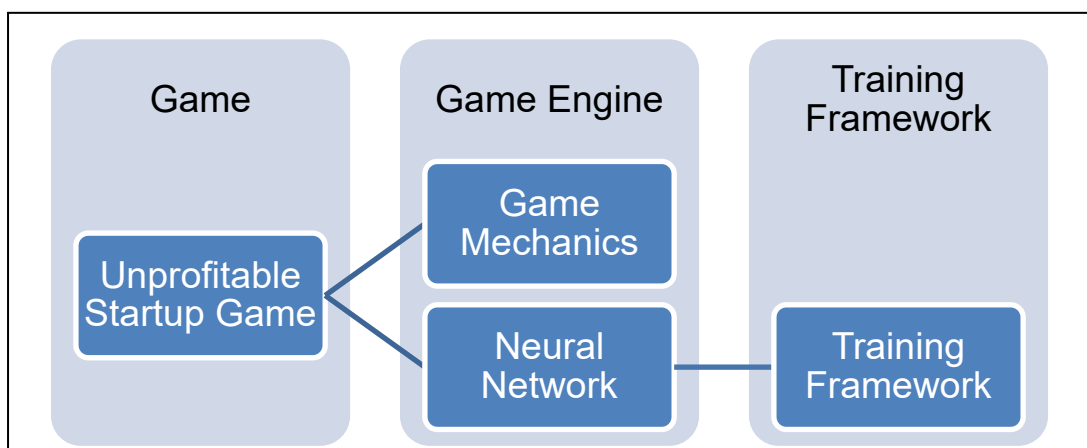 Game
Game Engine
Training
Framework
Unprofitable
Startup Game
Game
Mechanics
Neural
Network
Training
Framework